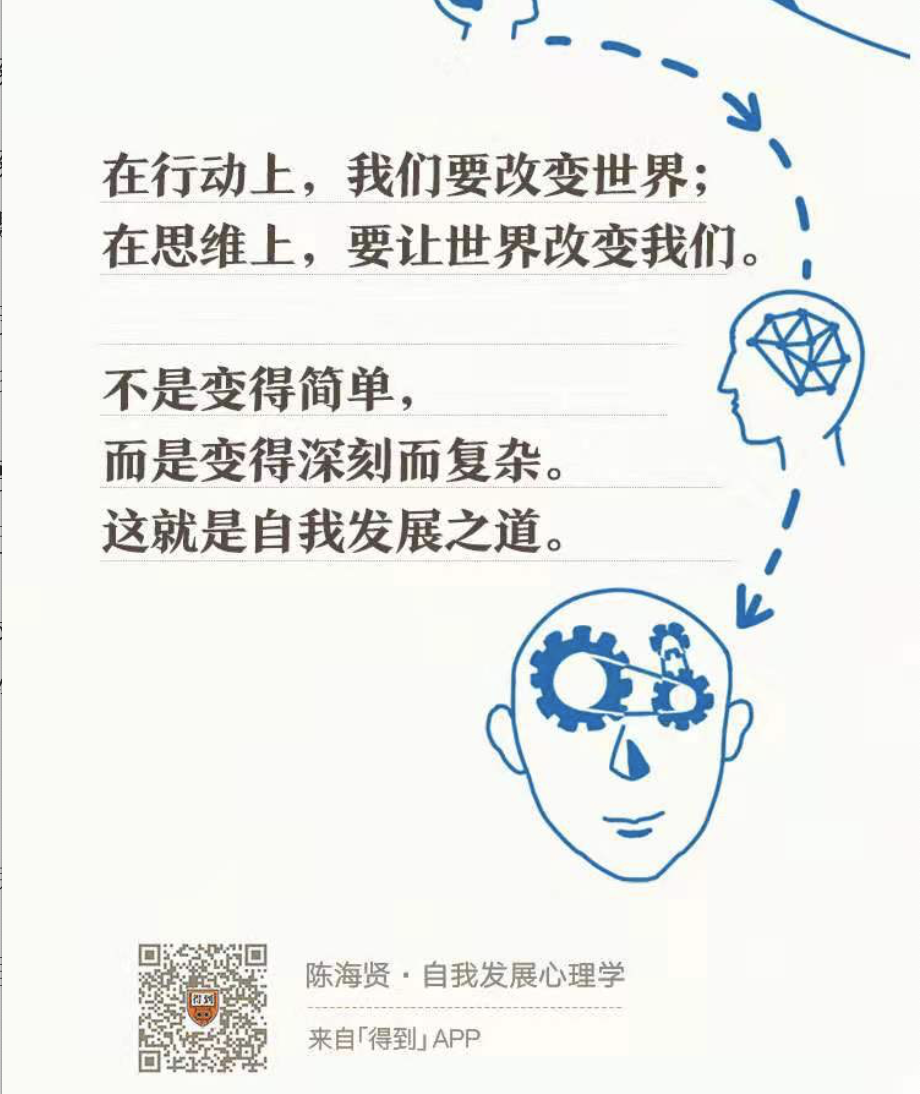 在行动上，我们要改变世界；
在思维上，要让世界改变我们。
不是变得简单，
而是变得深刻而复杂。
这就是自我发展之道。
得到
陈海贤·自我发展心理学
来自「得到」APP